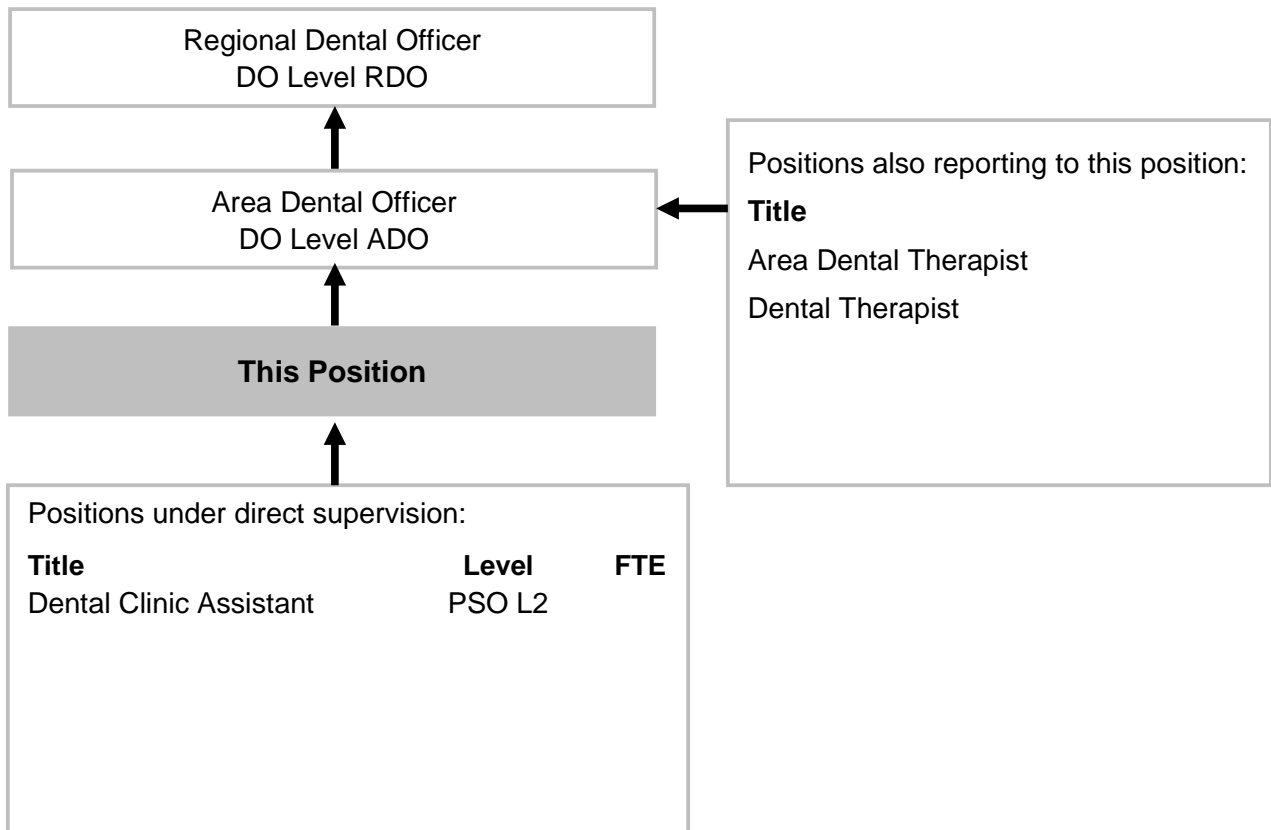 Regional Dental Officer
DO Level RDO
Area Dental Officer
DO Level ADO
This Position
Positions under direct supervision:
Title Level FTE
Dental Clinic Assistant PSO L2
Positions also reporting to this position:
Title
Area Dental Therapist
Dental Therapist